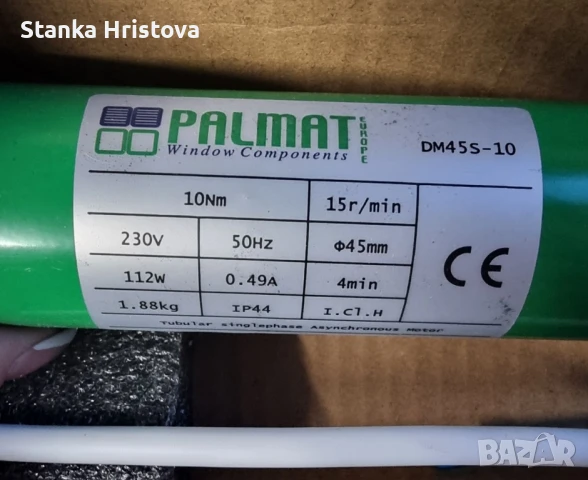 Stanka Hristova
PALMAT EUROPE
Window Components
DM45S-10
10Nm 15r/min
230V 50Hz Φ45mm
112W 0.49A 4min
CE
1.88kg IP44 I.Cl.H
Tubular singlephase Asynchronous Motor
BAZAR.bg